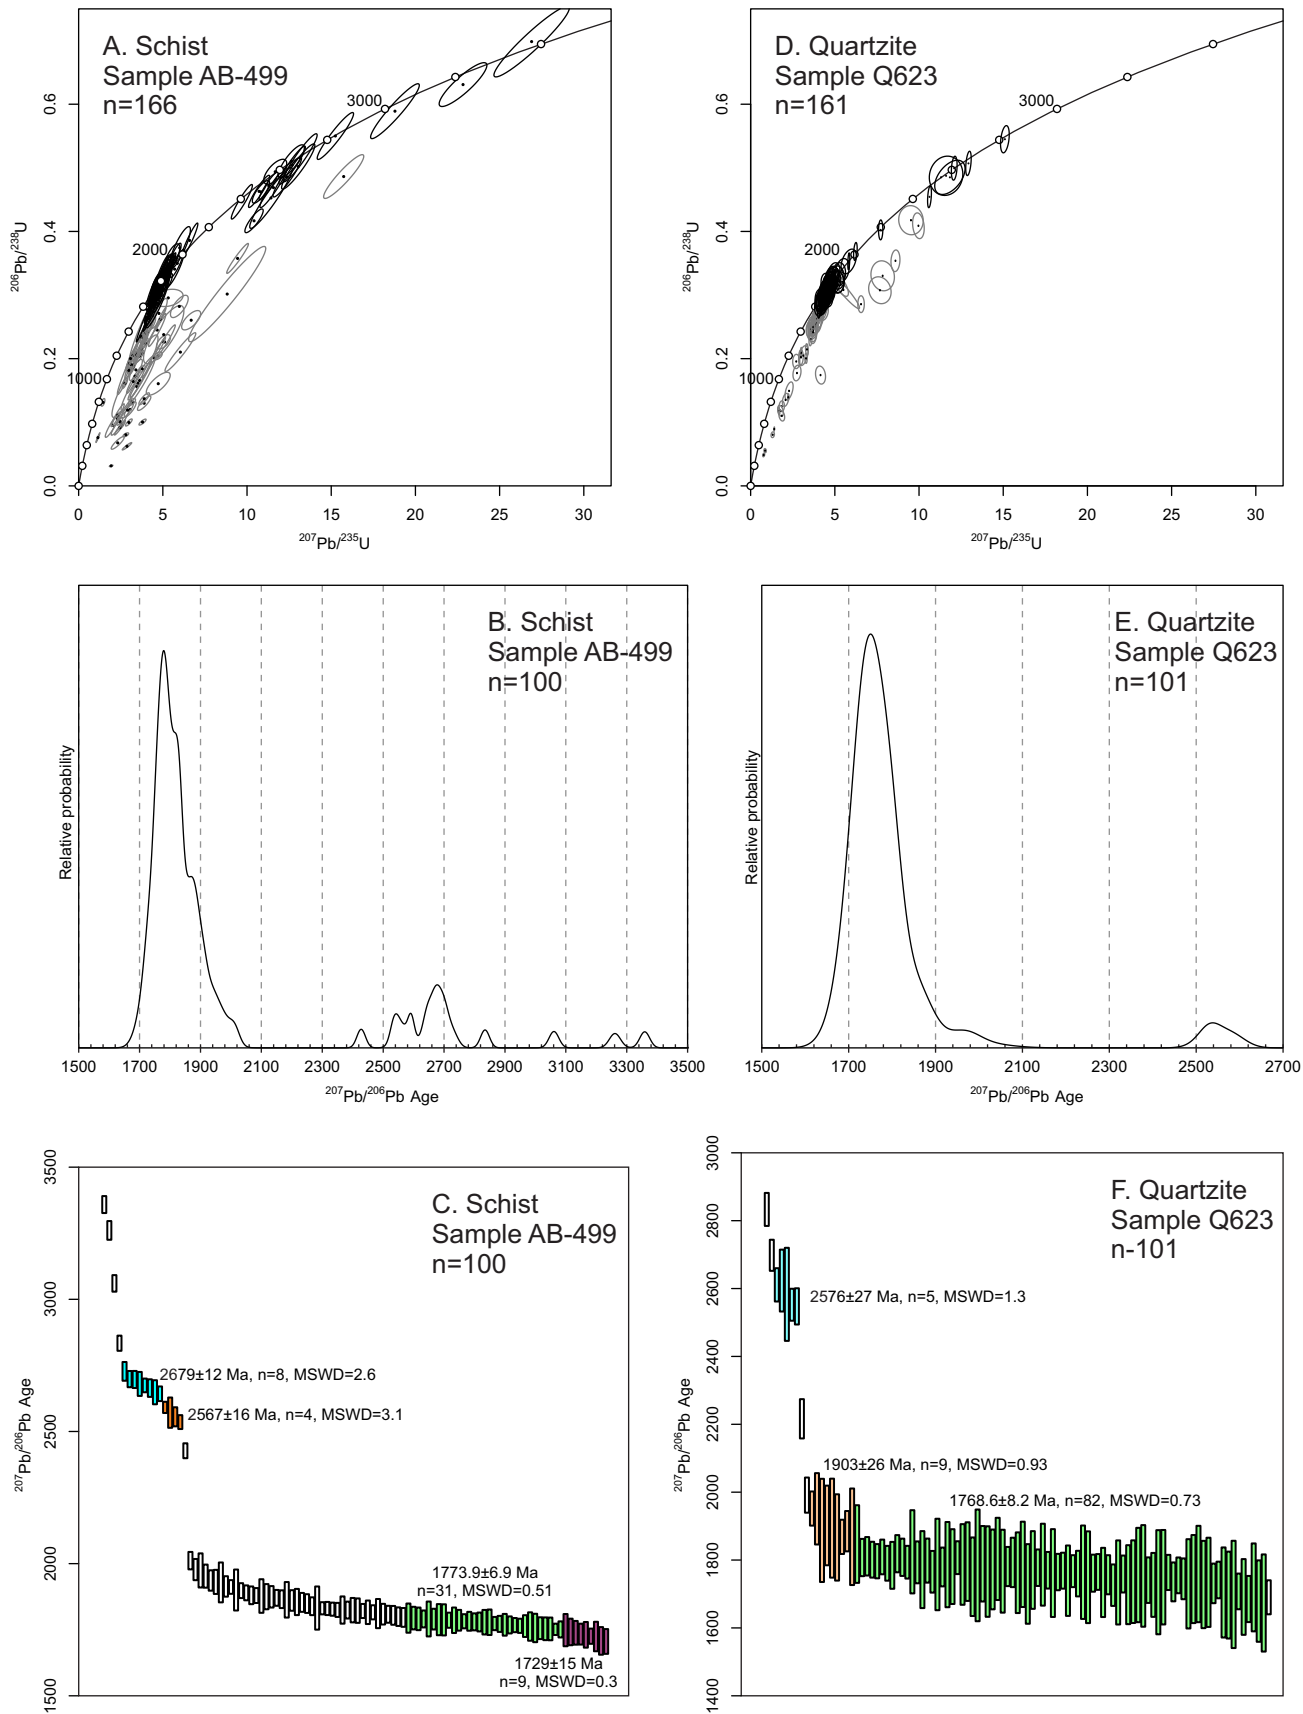 A. Schist
Sample AB-499
n=166
3000
2000
1000
0.6
0.4
0.2
0.0
²⁰⁶Pb/²³⁸U
0 5 10 15 20 25 30
²⁰⁷Pb/²³⁵U
D. Quartzite
Sample Q623
n=161
3000
2000
1000
0.6
0.4
0.2
0.0
²⁰⁶Pb/²³⁸U
0 5 10 15 20 25 30
²⁰⁷Pb/²³⁵U
B. Schist
Sample AB-499
n=100
Relative probability
1500 1700 1900 2100 2300 2500 2700 2900 3100 3300 3500
²⁰⁷Pb/²⁰⁶Pb Age
E. Quartzite
Sample Q623
n=101
Relative probability
1500 1700 1900 2100 2300 2500 2700
²⁰⁷Pb/²⁰⁶Pb Age
C. Schist
Sample AB-499
n=100
3500
3000
2500
2000
1500
²⁰⁷Pb/²⁰⁶Pb Age
2679±12 Ma, n=8, MSWD=2.6
2567±16 Ma, n=4, MSWD=3.1
1773.9±6.9 Ma
n=31, MSWD=0.51
1729±15 Ma
n=9, MSWD=0.3
F. Quartzite
Sample Q623
n-101
3000
2800
2600
2400
2200
2000
1800
1600
1400
²⁰⁷Pb/²⁰⁶Pb Age
2576±27 Ma, n=5, MSWD=1.3
1903±26 Ma, n=9, MSWD=0.93
1768.6±8.2 Ma, n=82, MSWD=0.73